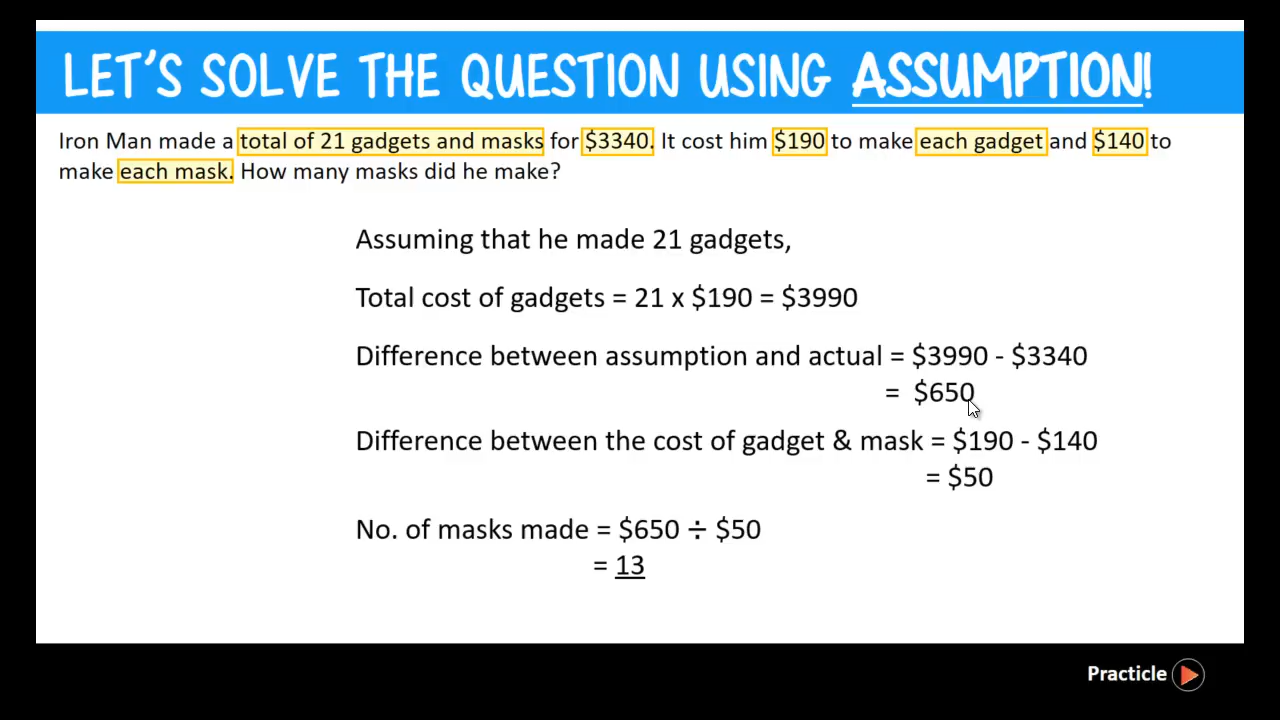 LET'S SOLVE THE QUESTION USING ASSUMPTION!
Iron Man made a total of 21 gadgets and masks for $3340. It cost him $190 to make each gadget and $140 to
make each mask. How many masks did he make?
Assuming that he made 21 gadgets,
Total cost of gadgets = 21 x $190 = $3990
Difference between assumption and actual = $3990 - $3340
= $650
Difference between the cost of gadget & mask = $190 - $140
= $50
No. of masks made = $650 ÷ $50
= 13
Practicle